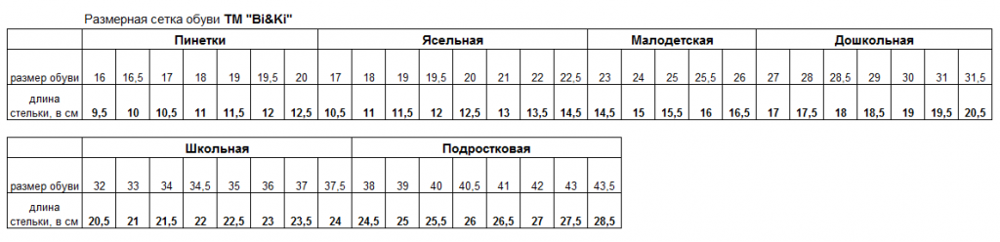 Размерная сетка обуви ТМ "Bi&Ki"
Пинетки Ясельная Малодетская Дошкольная
размер обуви 16 16,5 17 18 19 19,5 20 17 18 19 19,5 20 21 22 22,5 23 24 25 25,5 26 27 28 28,5 29 30 31 31,5
длина
стельки, в см 9,5 10 10,5 11 11,5 12 12,5 10,5 11 11,5 12 12,5 13 13,5 14,5 14,5 15 15,5 16 16,5 17 17,5 18 18,5 19 19,5 20,5
Школьная Подростковая
размер обуви 32 33 34 34,5 35 36 37 37,5 38 39 40 40,5 41 42 43 43,5
длина
стельки, в см 20,5 21 21,5 22 22,5 23 23,5 24 24,5 25 25,5 26 26,5 27 27,5 28,5